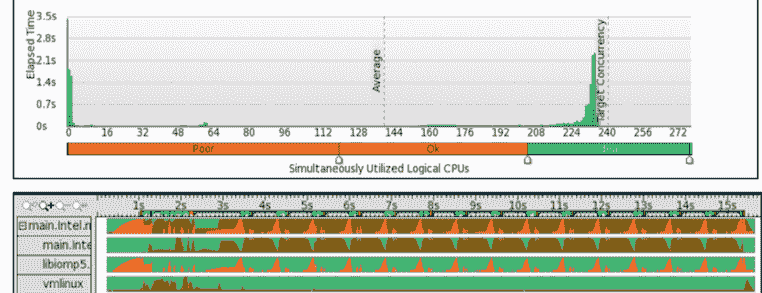 Elapsed Time
3.5s
2.8s
2.1s
1.4s
0.7s
0s
Average
Target Concurrency
0 16 32 48 64 80 96 112 128 144 160 176 192 208 224 240 256 272
Poor Ok
Simultaneously Utilized Logical CPUs
1s 2s 3s 4s 5s 6s 7s 8s 9s 10s 11s 12s 13s 14s 15s
main.Intel.n
main.Inte
libiomp5.
vmlinux